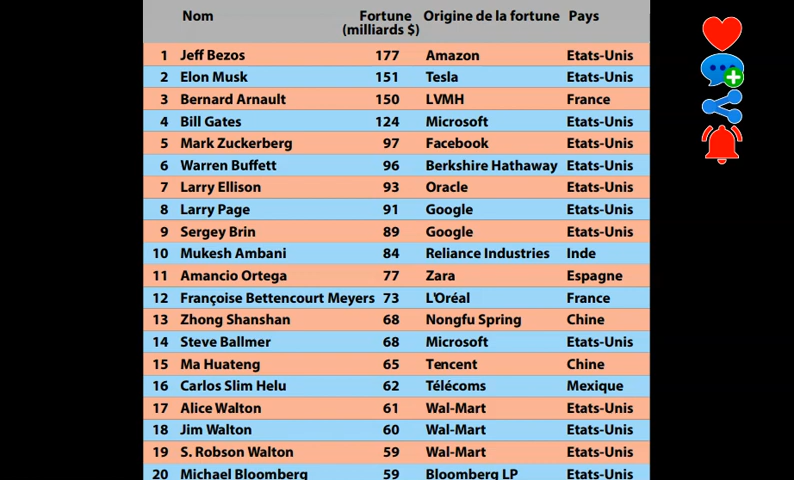 Nom Fortune Origine de la fortune Pays
(milliards $)
1 Jeff Bezos 177 Amazon Etats-Unis
2 Elon Musk 151 Tesla Etats-Unis
3 Bernard Arnault 150 LVMH France
4 Bill Gates 124 Microsoft Etats-Unis
5 Mark Zuckerberg 97 Facebook Etats-Unis
6 Warren Buffett 96 Berkshire Hathaway Etats-Unis
7 Larry Ellison 93 Oracle Etats-Unis
8 Larry Page 91 Google Etats-Unis
9 Sergey Brin 89 Google Etats-Unis
10 Mukesh Ambani 84 Reliance Industries Inde
11 Amancio Ortega 77 Zara Espagne
12 Françoise Bettencourt Meyers 73 L'Oréal France
13 Zhong Shanshan 68 Nongfu Spring Chine
14 Steve Ballmer 68 Microsoft Etats-Unis
15 Ma Huateng 65 Tencent Chine
16 Carlos Slim Helu 62 Télécoms Mexique
17 Alice Walton 61 Wal-Mart Etats-Unis
18 Jim Walton 60 Wal-Mart Etats-Unis
19 S. Robson Walton 59 Wal-Mart Etats-Unis
20 Michael Bloomberg 59 Bloomberg LP Etats-Unis